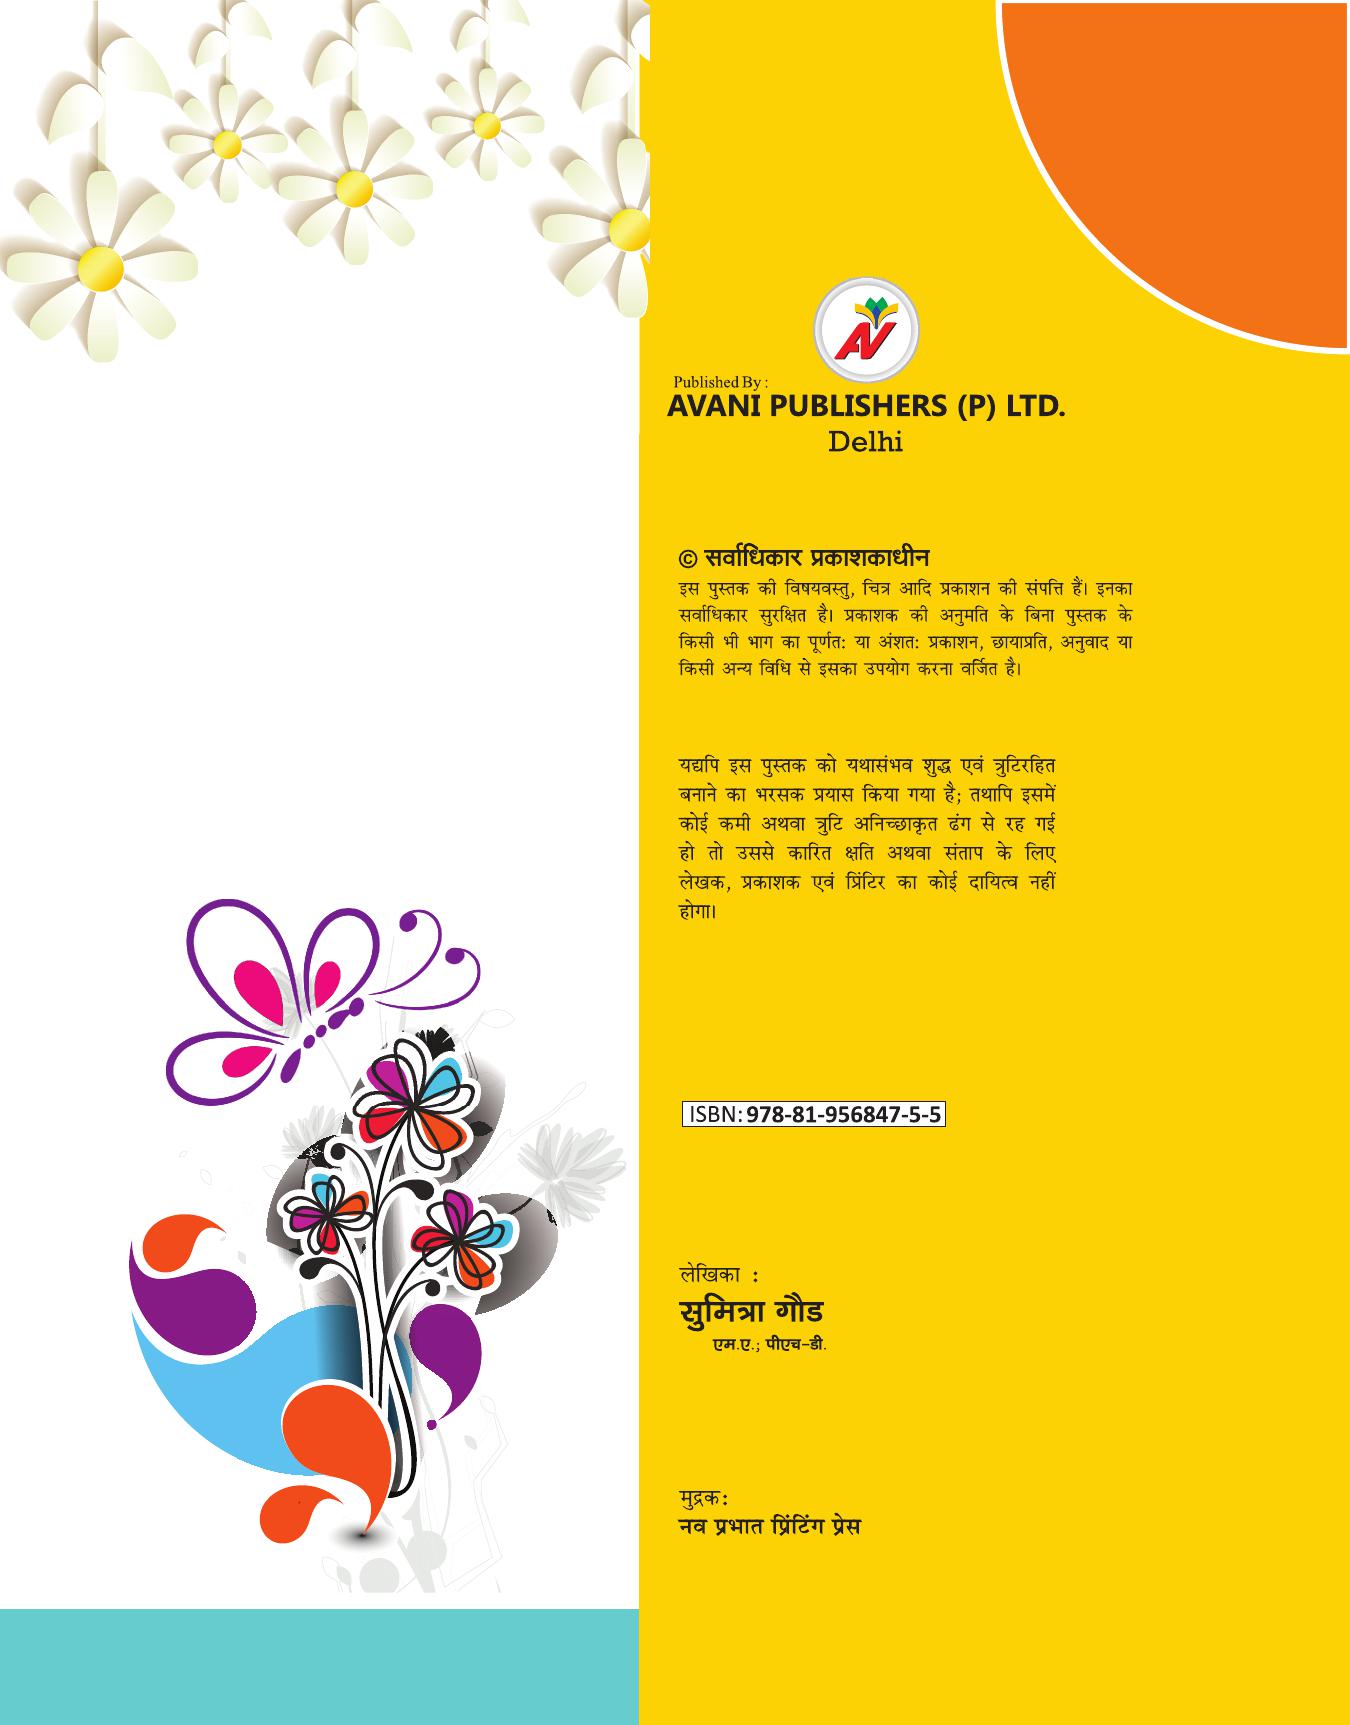 AV
Published By :
AVANI PUBLISHERS (P) LTD.
Delhi
© सर्वाधिकार प्रकाशकाधीन
इस पुस्तक की विषयवस्तु, चित्र आदि प्रकाशन की संपत्ति हैं। इनका
सर्वाधिकार सुरक्षित है। प्रकाशक की अनुमति के बिना पुस्तक के
किसी भी भाग का पूर्णत: या अंशत: प्रकाशन, छायाप्रति, अनुवाद या
किसी अन्य विधि से इसका उपयोग करना वर्जित है।
यद्यपि इस पुस्तक को यथासंभव शुद्ध एवं त्रुटिरहित
बनाने का भरसक प्रयास किया गया है; तथापि इसमें
कोई कमी अथवा त्रुटि अनिच्छाकृत ढंग से रह गई
हो तो उससे कारित क्षति अथवा संताप के लिए
लेखक, प्रकाशक एवं प्रिंटिर का कोई दायित्व नहीं
होगा।
ISBN: 978-81-956847-5-5
लेखिका :
सुमित्रा गौड
एम.ए.; पीएच–डी.
मुद्रक:
नव प्रभात प्रिंटिंग प्रेस